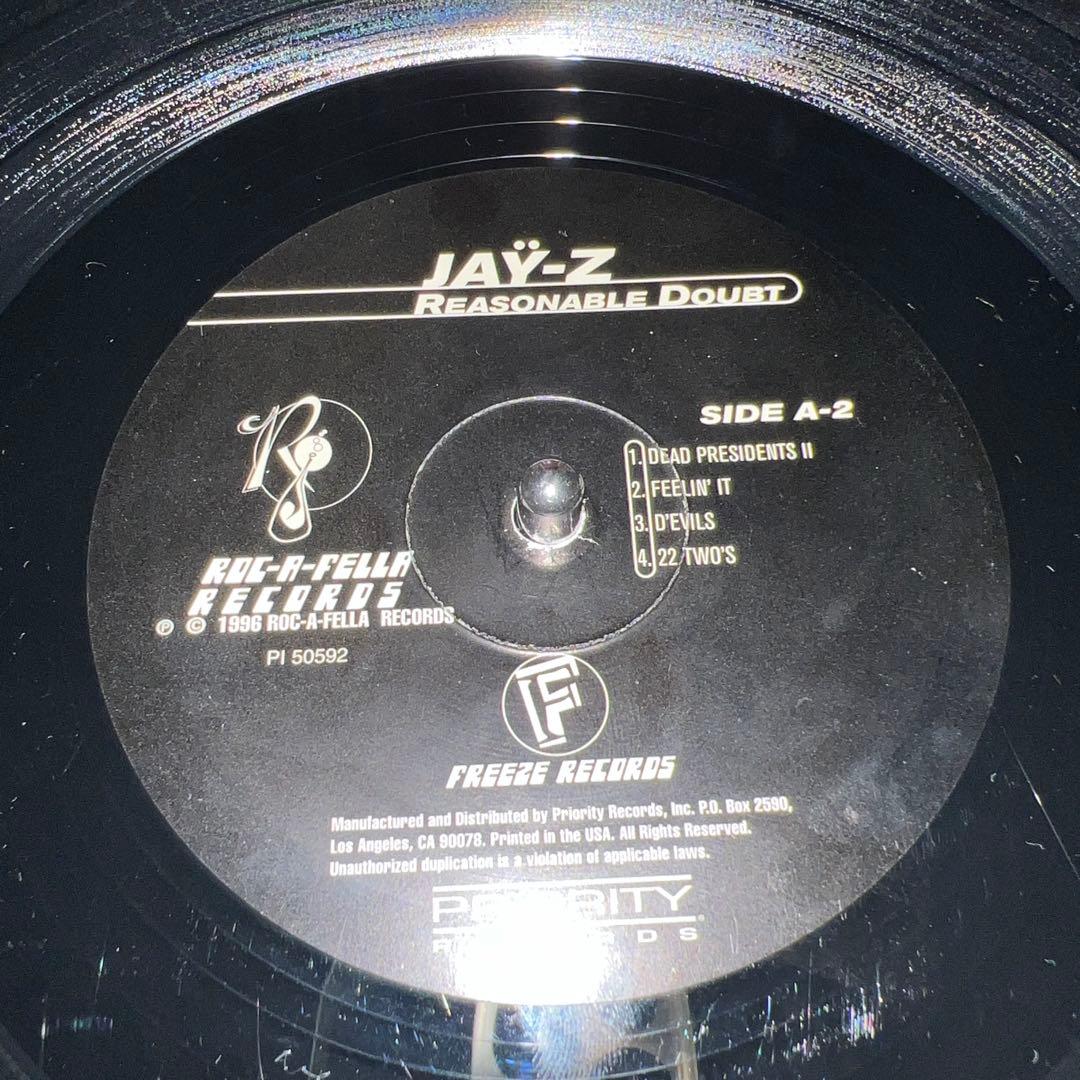 JAŸ-Z
REASONABLE DOUBT
SIDE A-2
1. DEAD PRESIDENTS II
2. FEELIN' IT
3. D'EVILS
4. 22 TWO'S
ROC-A-FELLA
RECORDS
℗ © 1996 ROC-A-FELLA RECORDS
PI 50592
FREEZE RECORDS
Manufactured and Distributed by Priority Records, Inc. P.O. Box 2590,
Los Angeles, CA 90078. Printed in the USA. All Rights Reserved.
Unauthorized duplication is a violation of applicable laws.